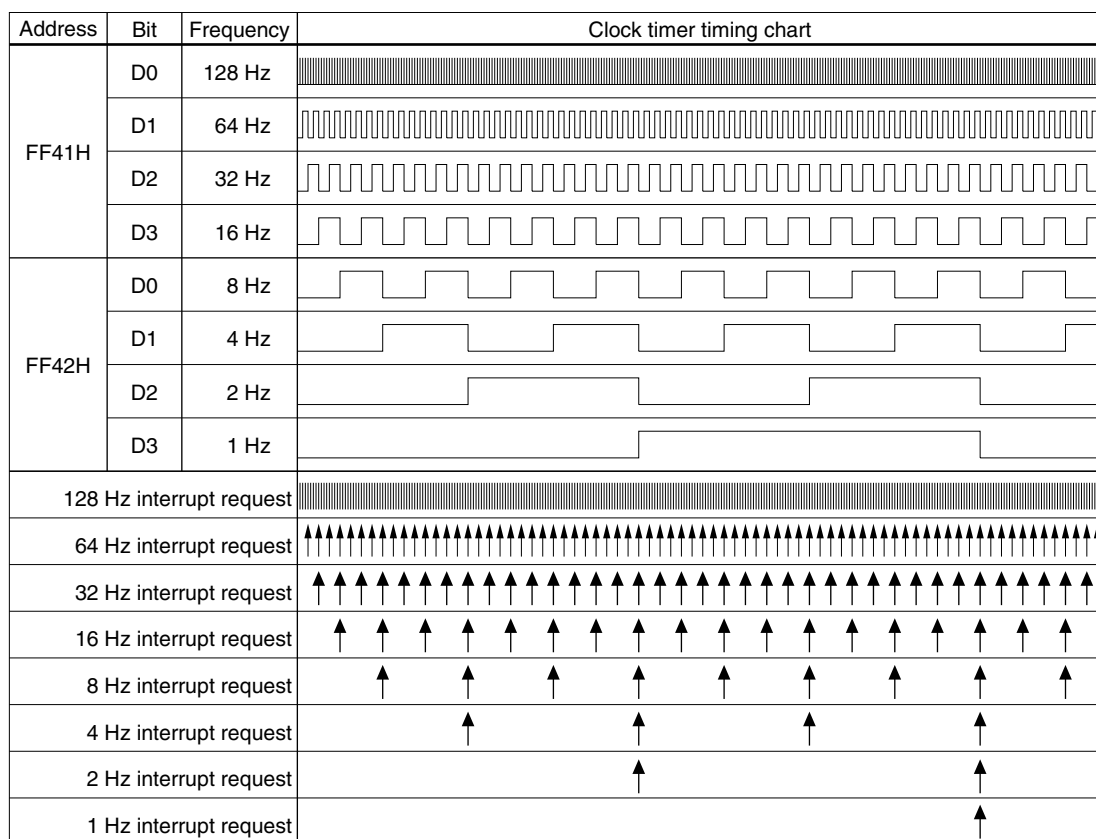 Address Bit Frequency Clock timer timing chart
FF41H
D0 128 Hz
D1 64 Hz
D2 32 Hz
D3 16 Hz
FF42H
D0 8 Hz
D1 4 Hz
D2 2 Hz
D3 1 Hz
128 Hz interrupt request
64 Hz interrupt request
32 Hz interrupt request
16 Hz interrupt request
8 Hz interrupt request
4 Hz interrupt request
2 Hz interrupt request
1 Hz interrupt request